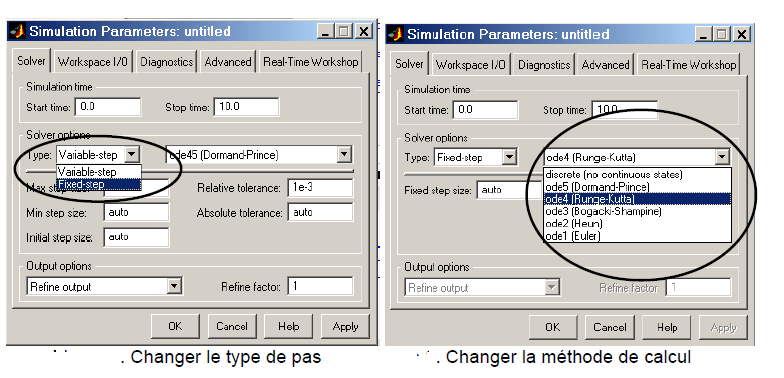 Simulation Parameters: untitled
Solver Workspace I/O Diagnostics Advanced Real-Time Workshop
Simulation time
Start time: 0.0 Stop time: 10.0
Solver options
Type: Variable-step ode45 (Dormand-Prince)
Variable-step
Fixed-step
Max step Relative tolerance: 1e-3
Min step size: auto Absolute tolerance: auto
Initial step size: auto
Output options
Refine output Refine factor: 1
OK Cancel Help Apply
. Changer le type de pas
Simulation Parameters: untitled
Solver Workspace I/O Diagnostics Advanced Real-Time Workshop
Simulation time
Start time: 0.0 Stop time: 10.0
Solver options
Type: Fixed-step ode4 (Runge-Kutta)
discrete (no continuous states)
ode5 (Dormand-Prince)
ode4 (Runge-Kutta)
ode3 (Bogacki-Shampine)
ode2 (Heun)
ode1 (Euler)
Fixed step size: auto
Output options
Refine output Refine factor: 1
OK Cancel Help Apply
. Changer la méthode de calcul